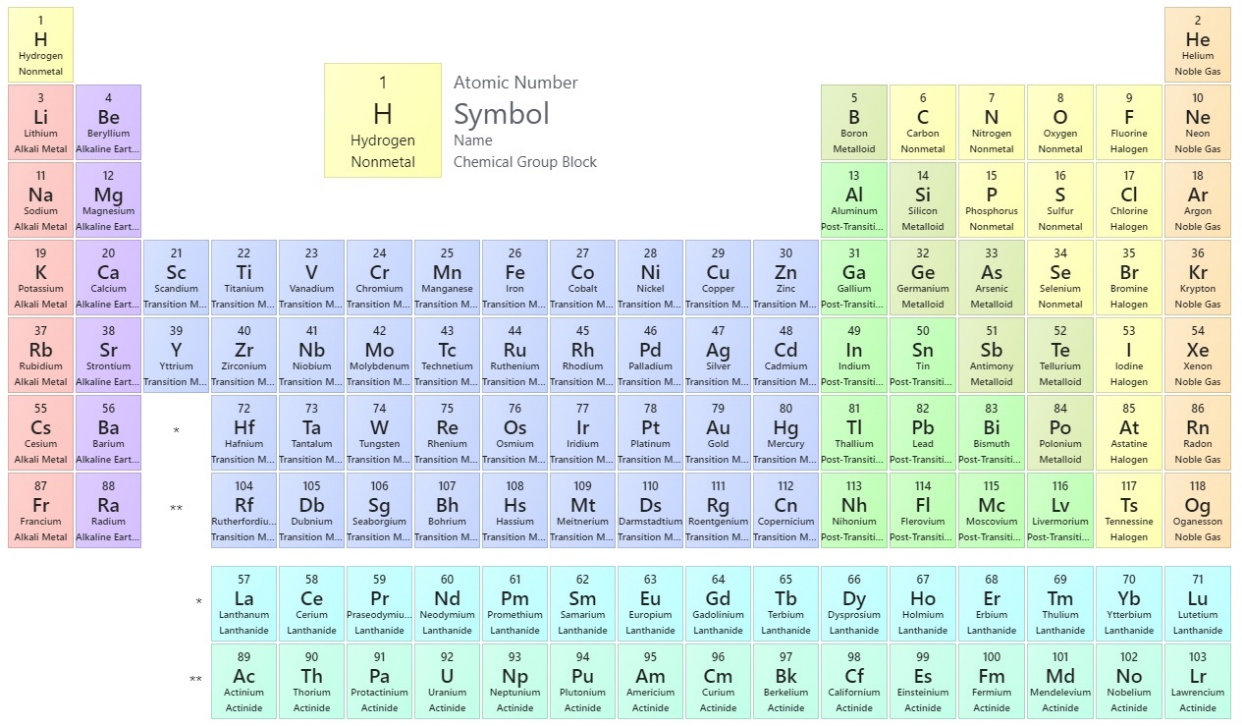 1 2
H He
Hydrogen Helium
Nonmetal Noble Gas
1 Atomic Number
H Symbol
Hydrogen Name
Nonmetal Chemical Group Block
3 4 5 6 7 8 9 10
Li Be B C N O F Ne
Lithium Beryllium Boron Carbon Nitrogen Oxygen Fluorine Neon
Alkali Metal Alkaline Eart... Metalloid Nonmetal Nonmetal Nonmetal Halogen Noble Gas
11 12 13 14 15 16 17 18
Na Mg Al Si P S Cl Ar
Sodium Magnesium Aluminum Silicon Phosphorus Sulfur Chlorine Argon
Alkali Metal Alkaline Eart... Post-Transiti... Metalloid Nonmetal Nonmetal Halogen Noble Gas
19 20 21 22 23 24 25 26 27 28 29 30 31 32 33 34 35 36
K Ca Sc Ti V Cr Mn Fe Co Ni Cu Zn Ga Ge As Se Br Kr
Potassium Calcium Scandium Titanium Vanadium Chromium Manganese Iron Cobalt Nickel Copper Zinc Gallium Germanium Arsenic Selenium Bromine Krypton
Alkali Metal Alkaline Eart... Transition M... Transition M... Transition M... Transition M... Transition M... Transition M... Transition M... Transition M... Transition M... Transition M... Post-Transiti... Metalloid Metalloid Nonmetal Halogen Noble Gas
37 38 39 40 41 42 43 44 45 46 47 48 49 50 51 52 53 54
Rb Sr Y Zr Nb Mo Tc Ru Rh Pd Ag Cd In Sn Sb Te I Xe
Rubidium Strontium Yttrium Zirconium Niobium Molybdenum Technetium Ruthenium Rhodium Palladium Silver Cadmium Indium Tin Antimony Tellurium Iodine Xenon
Alkali Metal Alkaline Eart... Transition M... Transition M... Transition M... Transition M... Transition M... Transition M... Transition M... Transition M... Transition M... Transition M... Post-Transiti... Post-Transiti... Metalloid Metalloid Halogen Noble Gas
55 56 72 73 74 75 76 77 78 79 80 81 82 83 84 85 86
Cs Ba * Hf Ta W Re Os Ir Pt Au Hg Tl Pb Bi Po At Rn
Cesium Barium Hafnium Tantalum Tungsten Rhenium Osmium Iridium Platinum Gold Mercury Thallium Lead Bismuth Polonium Astatine Radon
Alkali Metal Alkaline Eart... Transition M... Transition M... Transition M... Transition M... Transition M... Transition M... Transition M... Transition M... Transition M... Post-Transiti... Post-Transiti... Post-Transiti... Metalloid Halogen Noble Gas
87 88 104 105 106 107 108 109 110 111 112 113 114 115 116 117 118
Fr Ra ** Rf Db Sg Bh Hs Mt Ds Rg Cn Nh Fl Mc Lv Ts Og
Francium Radium Rutherfordiu... Dubnium Seaborgium Bohrium Hassium Meitnerium Darmstadtium Roentgenium Copernicium Nihonium Flerovium Moscovium Livermorium Tennessine Oganesson
Alkali Metal Alkaline Eart... Transition M... Transition M... Transition M... Transition M... Transition M... Transition M... Transition M... Transition M... Transition M... Post-Transiti... Post-Transiti... Post-Transiti... Post-Transiti... Halogen Noble Gas
57 58 59 60 61 62 63 64 65 66 67 68 69 70 71
* La Ce Pr Nd Pm Sm Eu Gd Tb Dy Ho Er Tm Yb Lu
Lanthanum Cerium Praseodymiu... Neodymium Promethium Samarium Europium Gadolinium Terbium Dysprosium Holmium Erbium Thulium Ytterbium Lutetium
Lanthanide Lanthanide Lanthanide Lanthanide Lanthanide Lanthanide Lanthanide Lanthanide Lanthanide Lanthanide Lanthanide Lanthanide Lanthanide Lanthanide Lanthanide
89 90 91 92 93 94 95 96 97 98 99 100 101 102 103
** Ac Th Pa U Np Pu Am Cm Bk Cf Es Fm Md No Lr
Actinium Thorium Protactinium Uranium Neptunium Plutonium Americium Curium Berkelium Californium Einsteinium Fermium Mendelevium Nobelium Lawrencium
Actinide Actinide Actinide Actinide Actinide Actinide Actinide Actinide Actinide Actinide Actinide Actinide Actinide Actinide Actinide